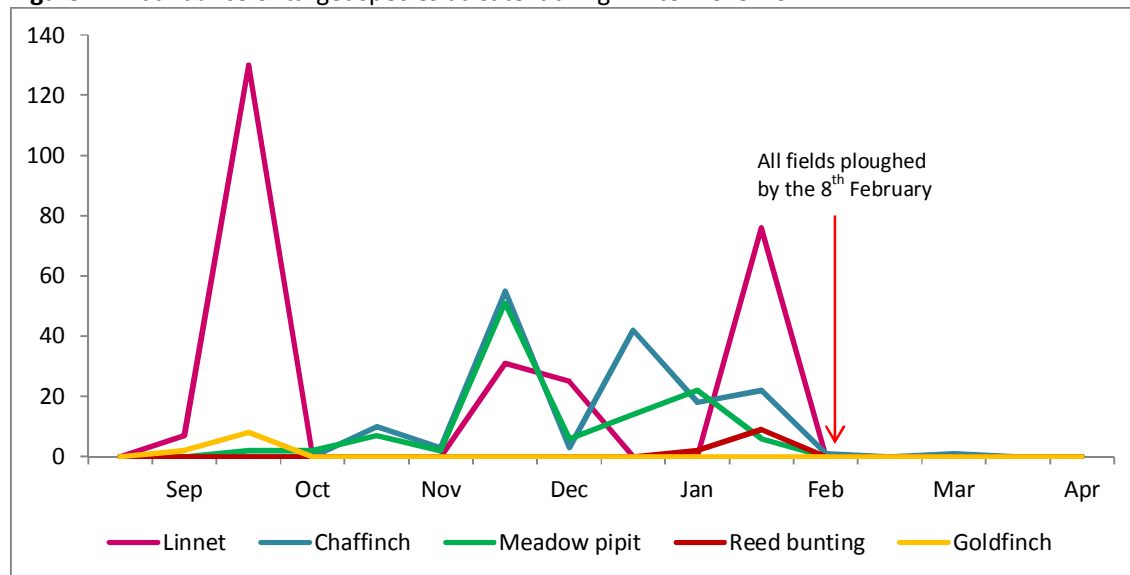 140
120
100
80
60
40
20
0
All fields ploughed
by the 8th February
Sep Oct Nov Dec Jan Feb Mar Apr
Linnet Chaffinch Meadow pipit Reed bunting Goldfinch